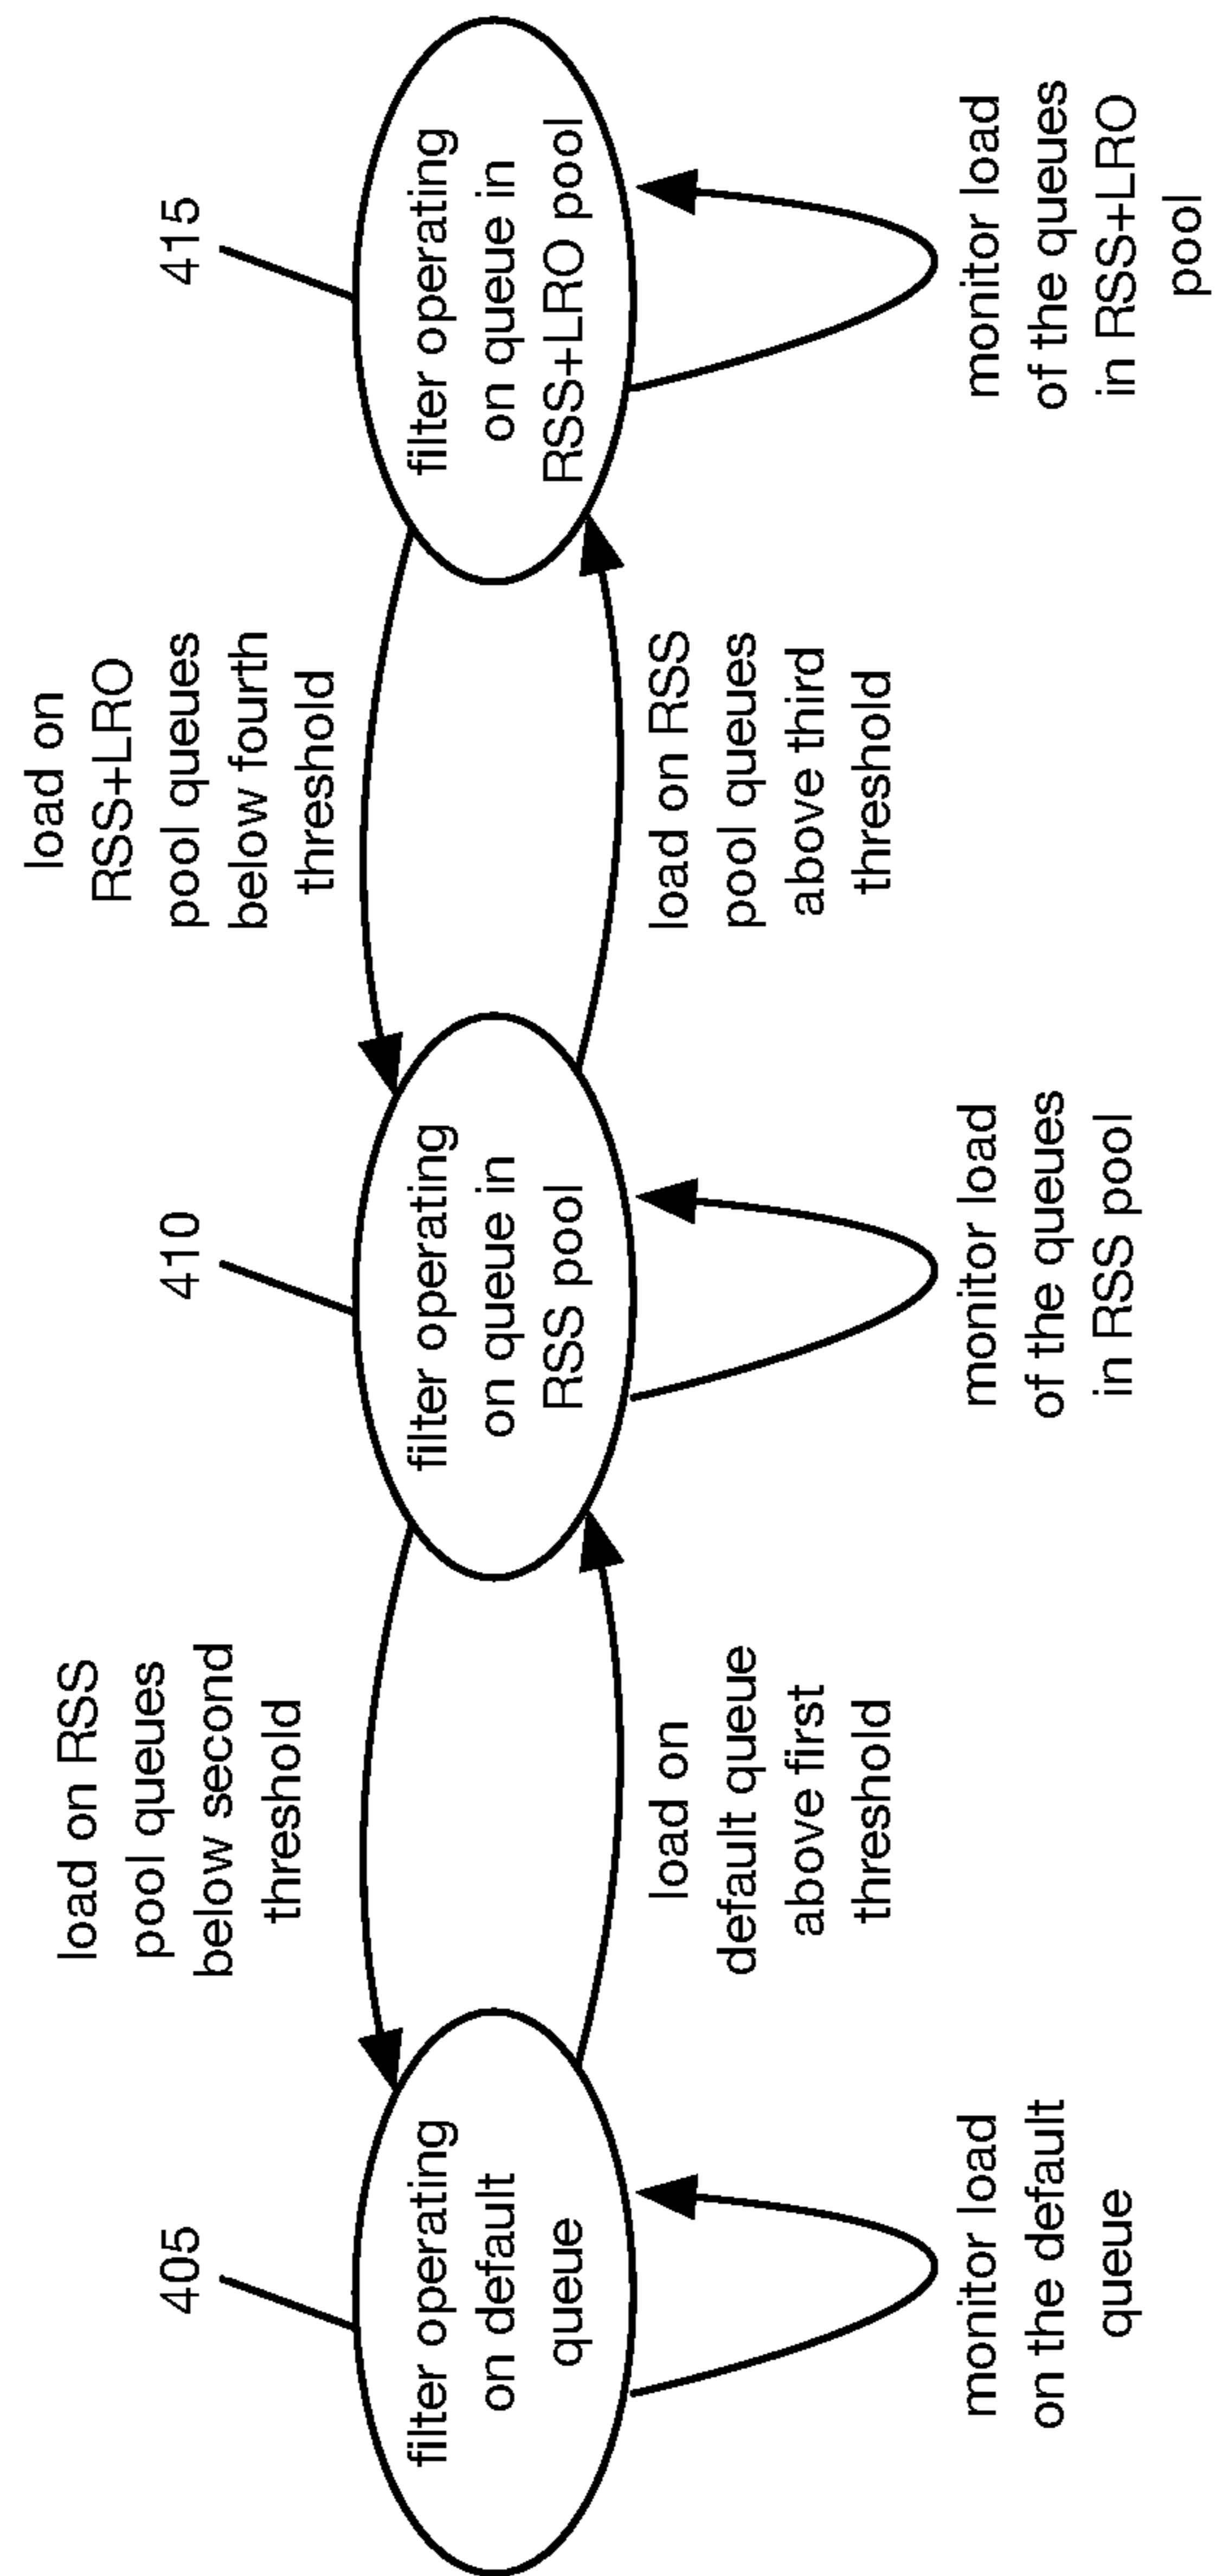 405
filter operating
on default
queue
monitor load
on the default
queue
load on RSS
pool queues
below second
threshold
load on
default queue
above first
threshold
410
filter operating
on queue in
RSS pool
monitor load
of the queues
in RSS pool
load on
RSS+LRO
pool queues
below fourth
threshold
load on RSS
pool queues
above third
threshold
415
filter operating
on queue in
RSS+LRO pool
monitor load
of the queues
in RSS+LRO
pool